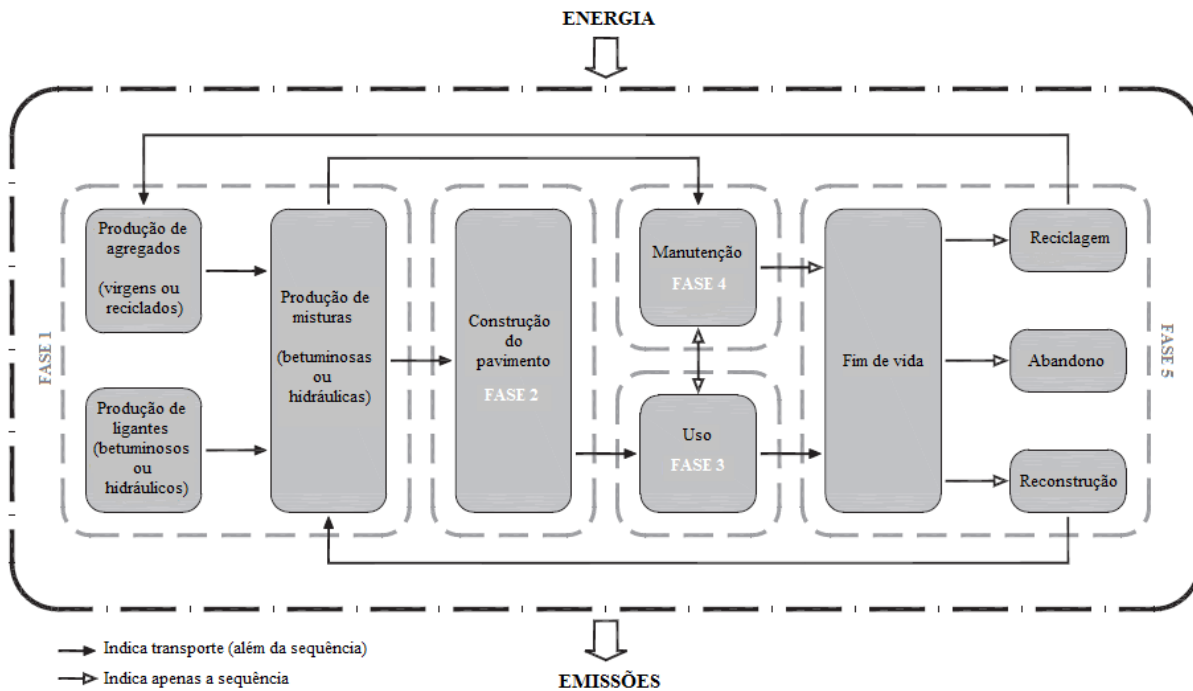 ENERGIA
FASE 1
Produção de
agregados
(virgens ou
reciclados)
Produção de
ligantes
(betuminosos
ou
hidráulicos)
Produção de
misturas
(betuminosas
ou
hidráulicas)
Construção
do
pavimento
FASE 2
Manutenção
FASE 4
Uso
FASE 3
Fim de vida
Reciclagem
Abandono
Reconstrução
FASE 5
Indica transporte (além da sequência)
Indica apenas a sequência
EMISSÕES